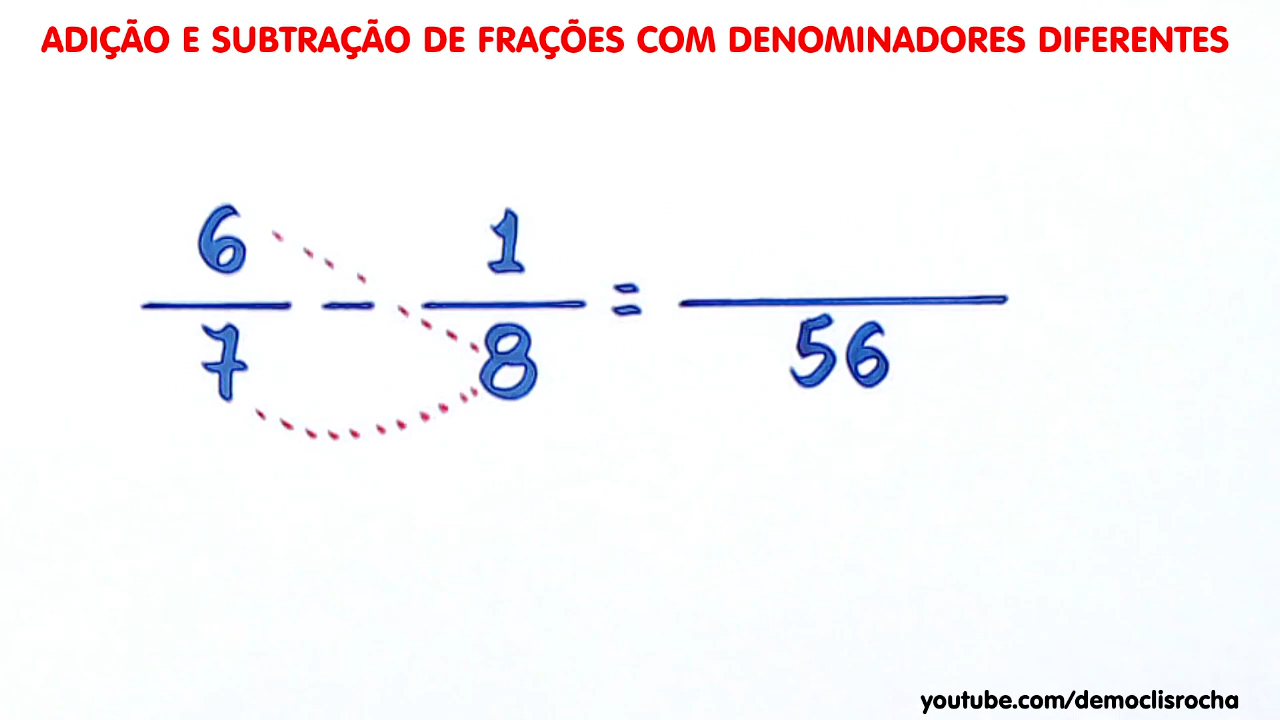 ADIÇÃO E SUBTRAÇÃO DE FRAÇÕES COM DENOMINADORES DIFERENTES
6 1
— — — = —
7 8 56
youtube.com/democlisrocha